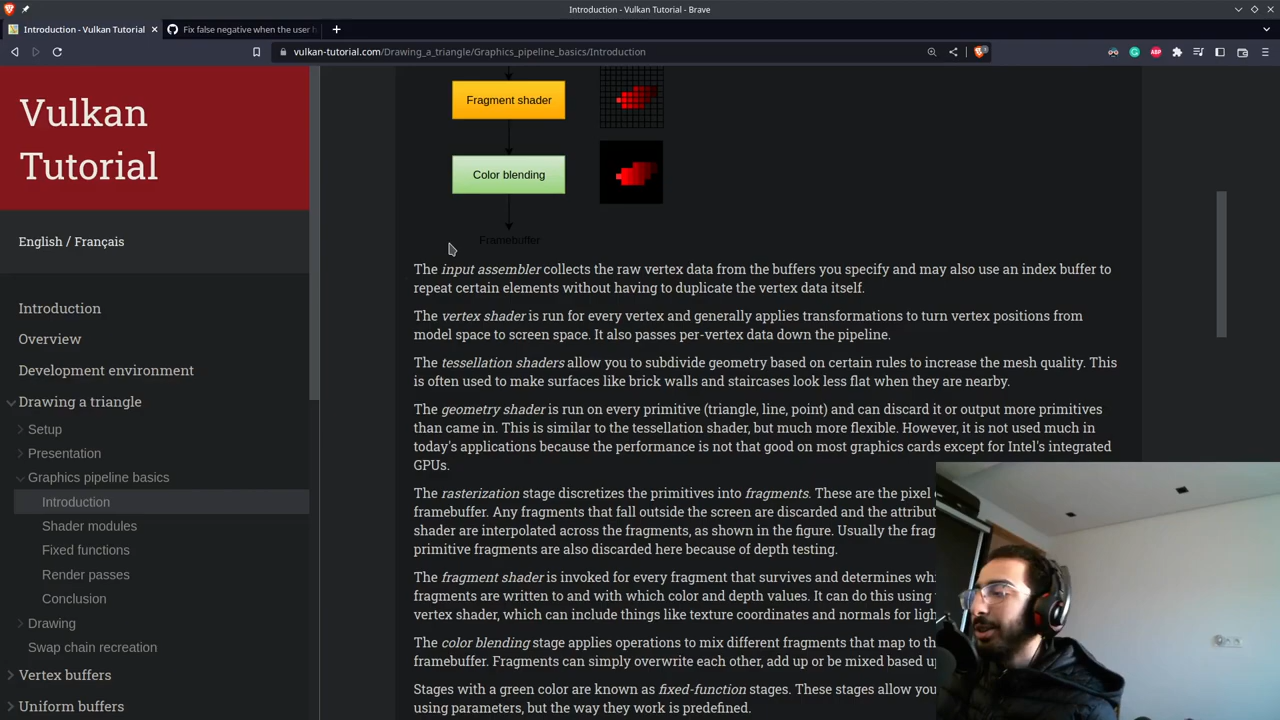 Introduction - Vulkan Tutorial - Brave
Introduction - Vulkan Tutorial
Fix false negative when the user h
vulkan-tutorial.com/Drawing_a_triangle/Graphics_pipeline_basics/Introduction
Vulkan
Tutorial
English / Français
Introduction
Overview
Development environment
Drawing a triangle
Setup
Presentation
Graphics pipeline basics
Introduction
Shader modules
Fixed functions
Render passes
Conclusion
Drawing
Swap chain recreation
Vertex buffers
Uniform buffers
Fragment shader
Color blending
Framebuffer
The input assembler collects the raw vertex data from the buffers you specify and may also use an index buffer to
repeat certain elements without having to duplicate the vertex data itself.
The vertex shader is run for every vertex and generally applies transformations to turn vertex positions from
model space to screen space. It also passes per-vertex data down the pipeline.
The tessellation shaders allow you to subdivide geometry based on certain rules to increase the mesh quality. This
is often used to make surfaces like brick walls and staircases look less flat when they are nearby.
The geometry shader is run on every primitive (triangle, line, point) and can discard it or output more primitives
than came in. This is similar to the tessellation shader, but much more flexible. However, it is not used much in
today's applications because the performance is not that good on most graphics cards except for Intel's integrated
GPUs.
The rasterization stage discretizes the primitives into fragments. These are the pixel
framebuffer. Any fragments that fall outside the screen are discarded and the attribut
shader are interpolated across the fragments, as shown in the figure. Usually the frag
primitive fragments are also discarded here because of depth testing.
The fragment shader is invoked for every fragment that survives and determines whi
fragments are written to and with which color and depth values. It can do this using
vertex shader, which can include things like texture coordinates and normals for ligh
The color blending stage applies operations to mix different fragments that map to th
framebuffer. Fragments can simply overwrite each other, add up or be mixed based u
Stages with a green color are known as fixed-function stages. These stages allow you
using parameters, but the way they work is predefined.